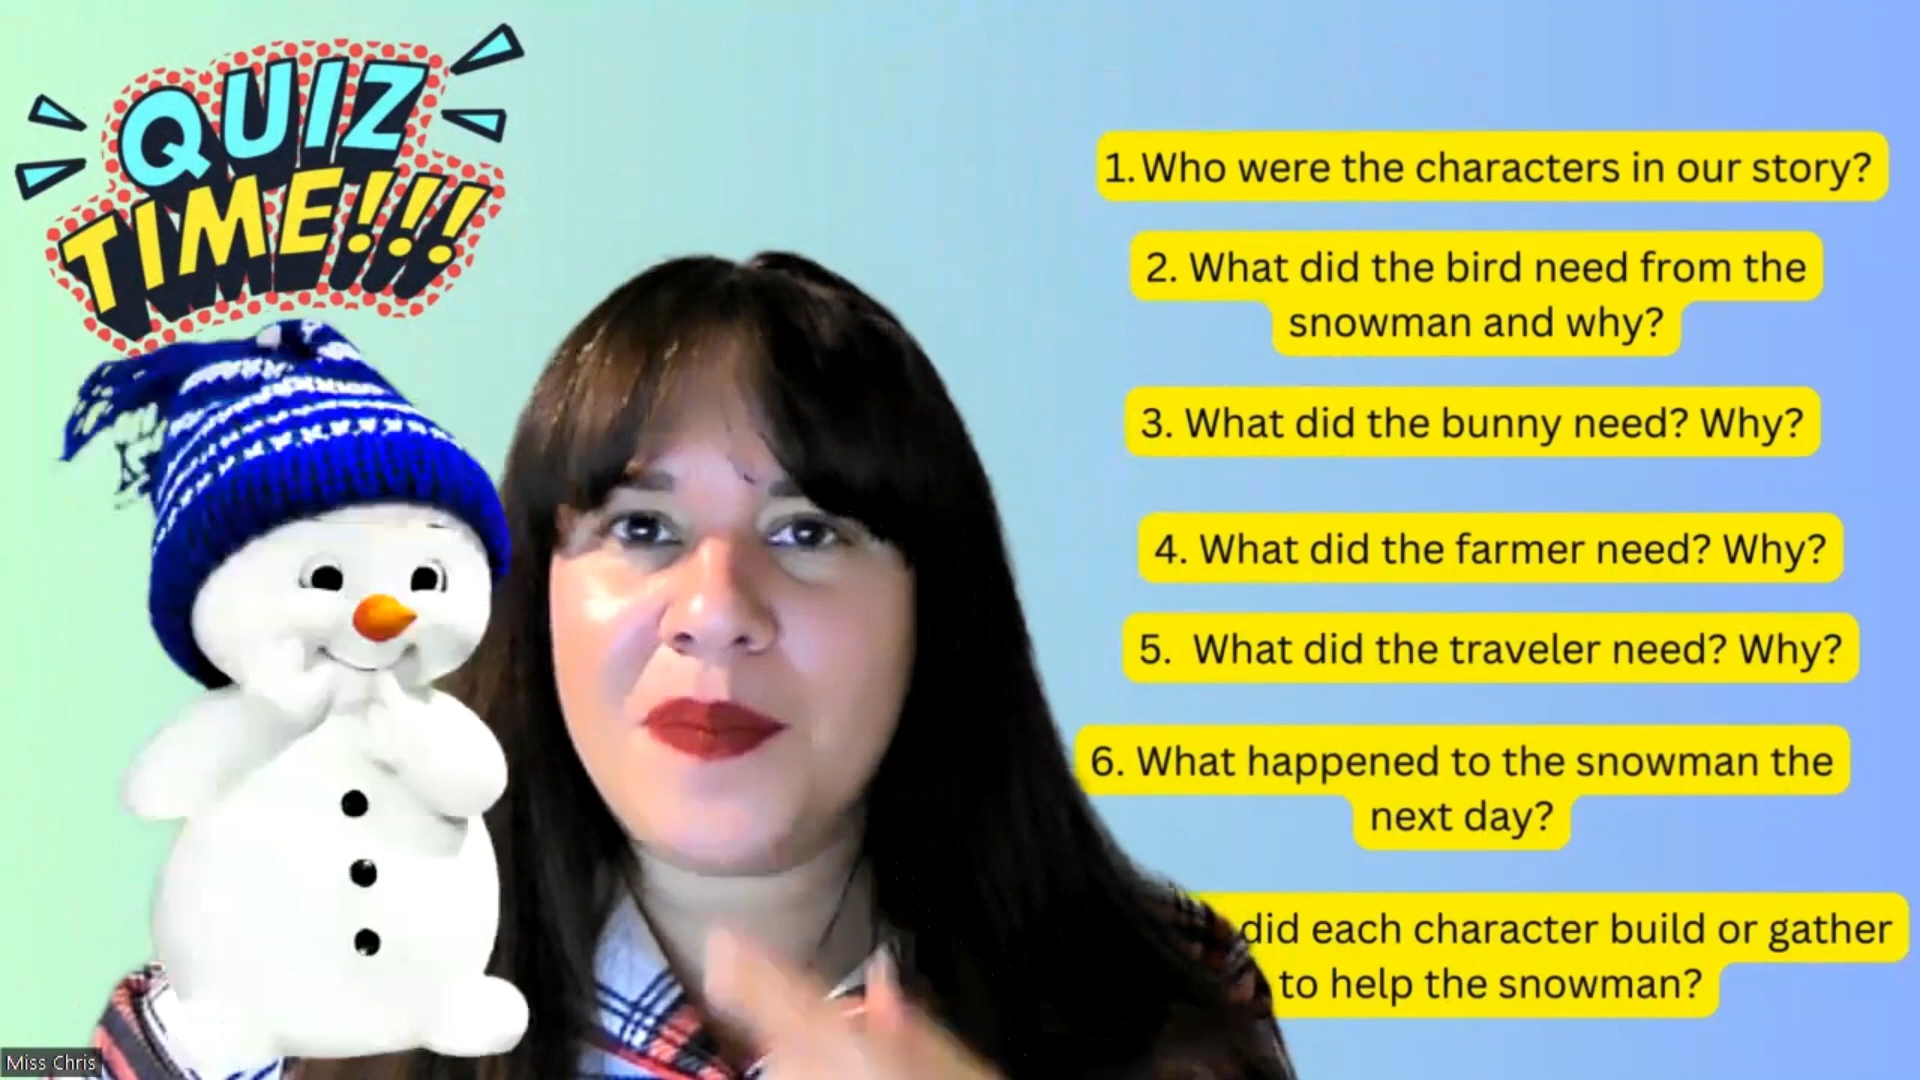 QUIZ
TIME!!!
1. Who were the characters in our story?
2. What did the bird need from the
snowman and why?
3. What did the bunny need? Why?
4. What did the farmer need? Why?
5. What did the traveler need? Why?
6. What happened to the snowman the
next day?
did each character build or gather
to help the snowman?
Miss Chris